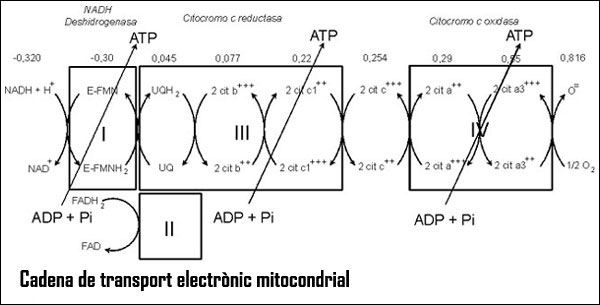 NADH
Deshidrogenasa
Citocromo c reductasa
Citocromo c oxidasa
ATP
ATP
ATP
-0,320 -0,30 0,045 0,077 0,22 0,254 0,29 0,55 0,816
NADH + H+ E-FMN UQH2 2 cit b+++ 2 cit c1++ 2 cit c+++ 2 cit a++ 2 cit a3+++ O=
I III IV
NAD+ E-FMNH2 UQ 2 cit b++ 2 cit c1+++ 2 cit c++ 2 cit a+++ 2 cit a3++ 1/2 O2
FADH2
ADP + Pi ADP + Pi ADP + Pi
II
FAD
Cadena de transport electrònic mitocondrial